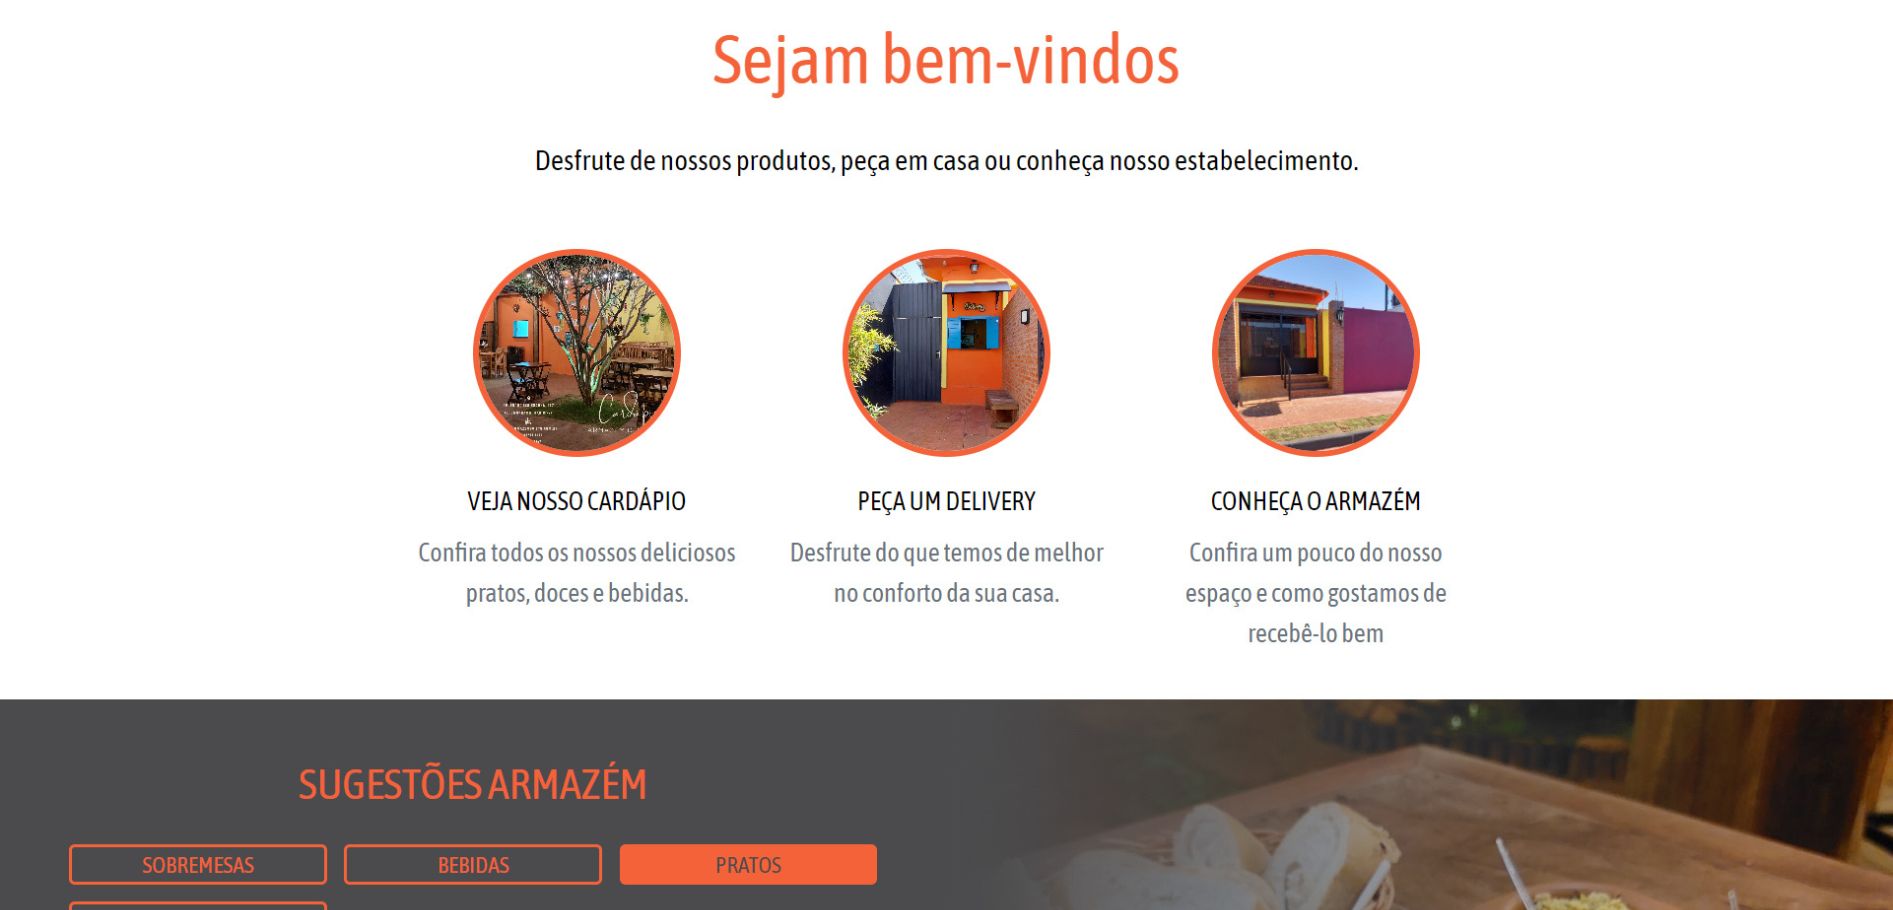 Sejam bem-vindos
Desfrute de nossos produtos, peça em casa ou conheça nosso estabelecimento.
VEJA NOSSO CARDÁPIO
Confira todos os nossos deliciosos
pratos, doces e bebidas.
PEÇA UM DELIVERY
Desfrute do que temos de melhor
no conforto da sua casa.
CONHEÇA O ARMAZÉM
Confira um pouco do nosso
espaço e como gostamos de
recebê-lo bem
SUGESTÕES ARMAZÉM
SOBREMESAS
BEBIDAS
PRATOS